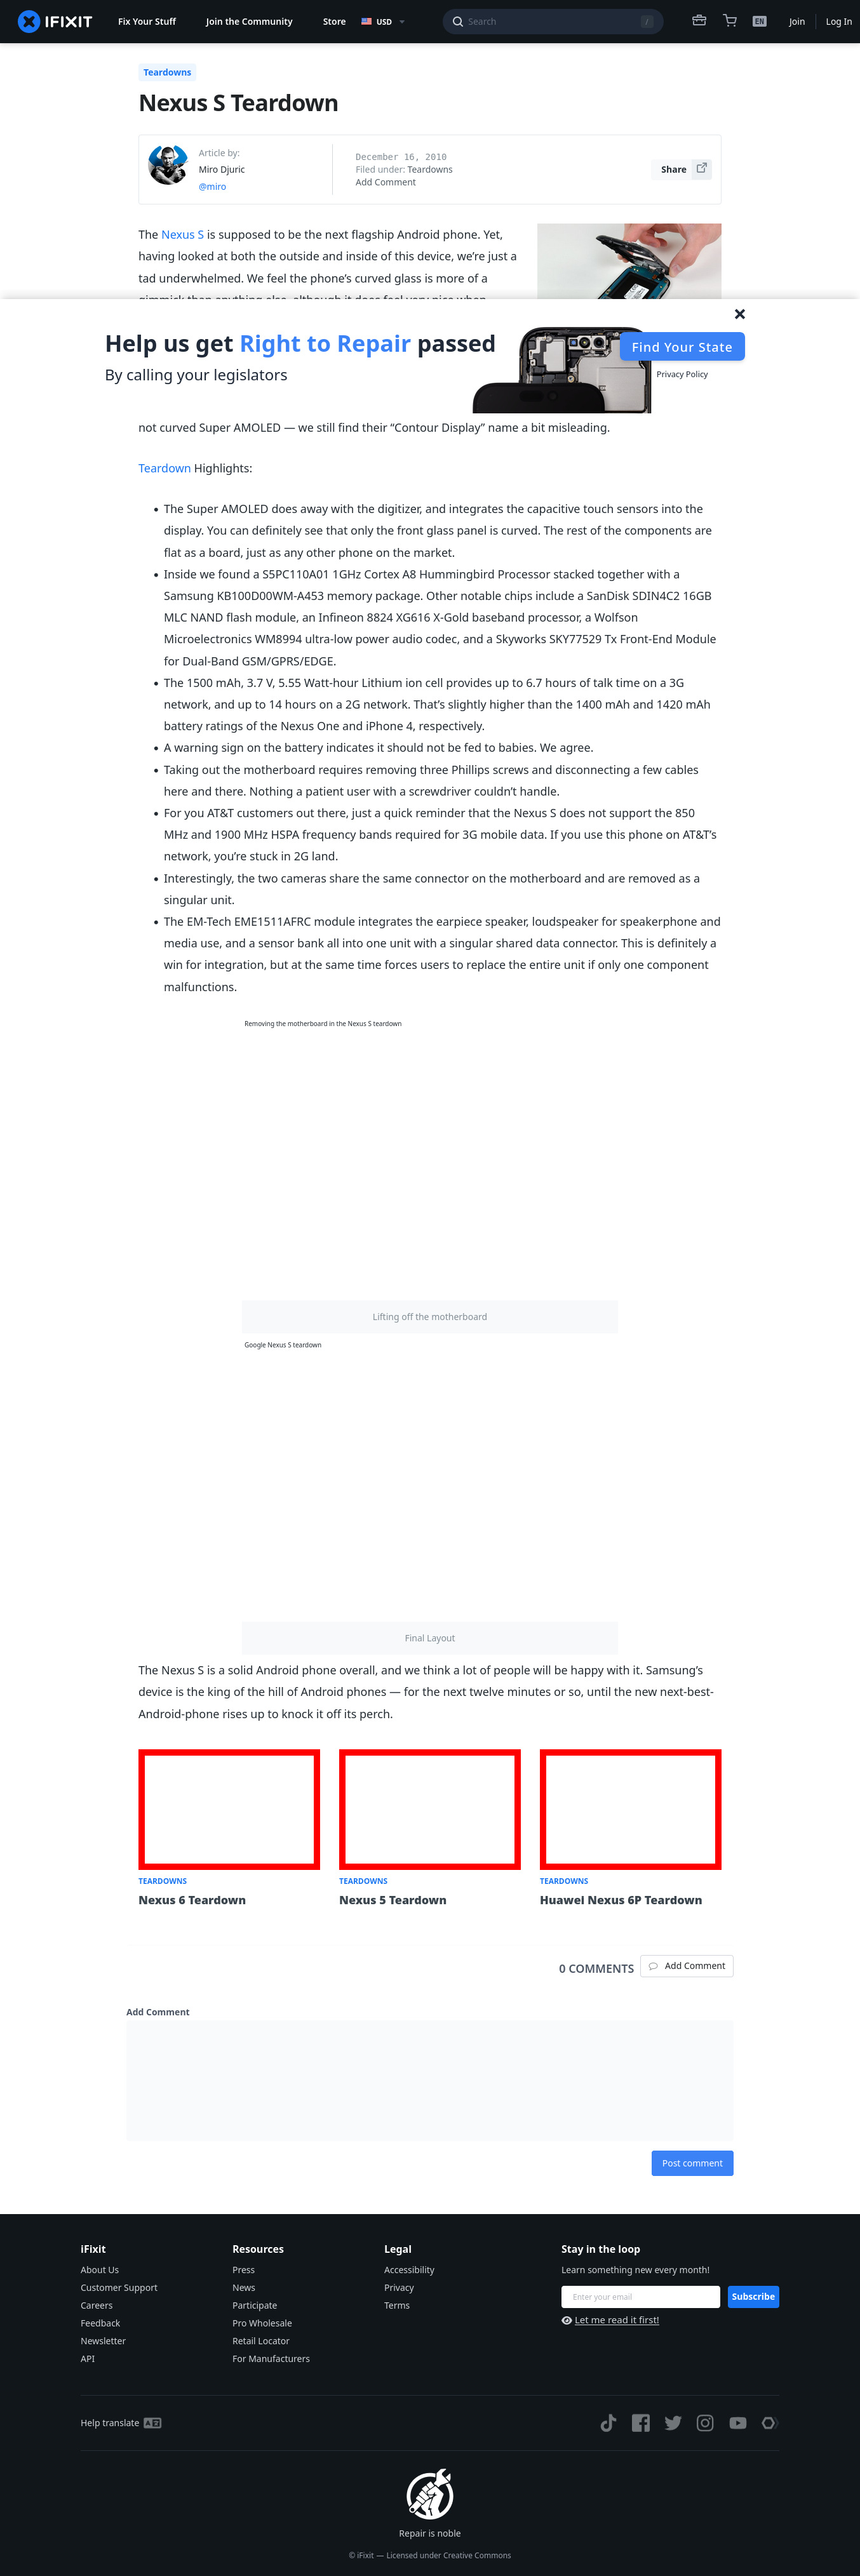 IFIXIT
Fix Your Stuff
Join the Community
Store
USD
Search
/
EN
Join
Log In
Teardowns
Nexus S Teardown
Article by:
Miro Djuric
@miro
December 16, 2010
Filed under: Teardowns
Add Comment
Share
The Nexus S is supposed to be the next flagship Android phone. Yet,
having looked at both the outside and inside of this device, we’re just a
tad underwhelmed. We feel the phone’s curved glass is more of a
Help us get Right to Repair passed
By calling your legislators
Find Your State
Privacy Policy
not curved Super AMOLED — we still find their “Contour Display” name a bit misleading.
Teardown Highlights:
The Super AMOLED does away with the digitizer, and integrates the capacitive touch sensors into the
display. You can definitely see that only the front glass panel is curved. The rest of the components are
flat as a board, just as any other phone on the market.
Inside we found a S5PC110A01 1GHz Cortex A8 Hummingbird Processor stacked together with a
Samsung KB100D00WM-A453 memory package. Other notable chips include a SanDisk SDIN4C2 16GB
MLC NAND flash module, an Infineon 8824 XG616 X-Gold baseband processor, a Wolfson
Microelectronics WM8994 ultra-low power audio codec, and a Skyworks SKY77529 Tx Front-End Module
for Dual-Band GSM/GPRS/EDGE.
The 1500 mAh, 3.7 V, 5.55 Watt-hour Lithium ion cell provides up to 6.7 hours of talk time on a 3G
network, and up to 14 hours on a 2G network. That’s slightly higher than the 1400 mAh and 1420 mAh
battery ratings of the Nexus One and iPhone 4, respectively.
A warning sign on the battery indicates it should not be fed to babies. We agree.
Taking out the motherboard requires removing three Phillips screws and disconnecting a few cables
here and there. Nothing a patient user with a screwdriver couldn’t handle.
For you AT&T customers out there, just a quick reminder that the Nexus S does not support the 850
MHz and 1900 MHz HSPA frequency bands required for 3G mobile data. If you use this phone on AT&T’s
network, you’re stuck in 2G land.
Interestingly, the two cameras share the same connector on the motherboard and are removed as a
singular unit.
The EM-Tech EME1511AFRC module integrates the earpiece speaker, loudspeaker for speakerphone and
media use, and a sensor bank all into one unit with a singular shared data connector. This is definitely a
win for integration, but at the same time forces users to replace the entire unit if only one component
malfunctions.
Removing the motherboard in the Nexus S teardown
Lifting off the motherboard
Google Nexus S teardown
Final Layout
The Nexus S is a solid Android phone overall, and we think a lot of people will be happy with it. Samsung’s
device is the king of the hill of Android phones — for the next twelve minutes or so, until the new next-best-
Android-phone rises up to knock it off its perch.
TEARDOWNS
Nexus 6 Teardown
TEARDOWNS
Nexus 5 Teardown
TEARDOWNS
Huawei Nexus 6P Teardown
0 COMMENTS
Add Comment
Add Comment
Post comment
iFixit
About Us
Customer Support
Careers
Feedback
Newsletter
API
Resources
Press
News
Participate
Pro Wholesale
Retail Locator
For Manufacturers
Legal
Accessibility
Privacy
Terms
Stay in the loop
Learn something new every month!
Enter your email
Subscribe
Let me read it first!
Help translate
Repair is noble
© iFixit — Licensed under Creative Commons